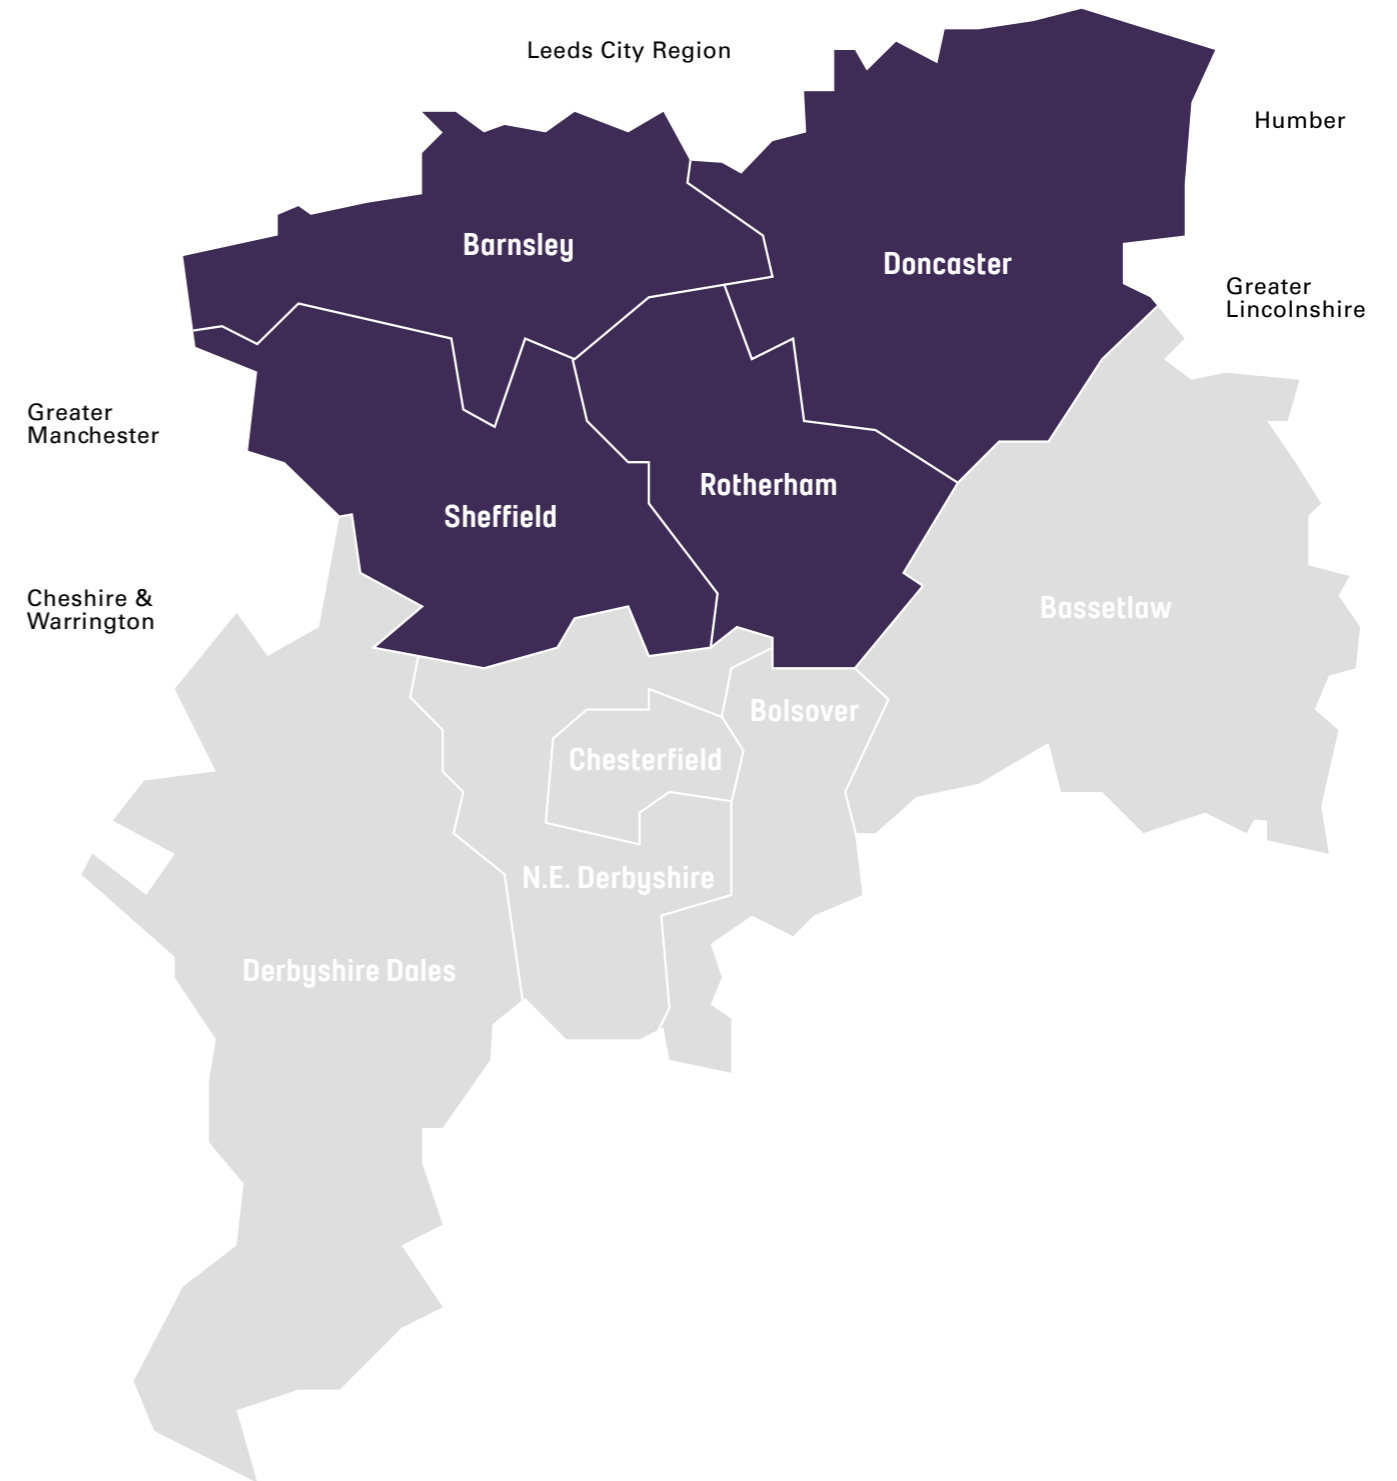 Leeds City Region
Humber
Barnsley
Doncaster
Greater
Lincolnshire
Greater
Manchester
Rotherham
Sheffield
Cheshire &
Warrington
Bassetlaw
Bolsover
Chesterfield
N.E. Derbyshire
Derbyshire Dales